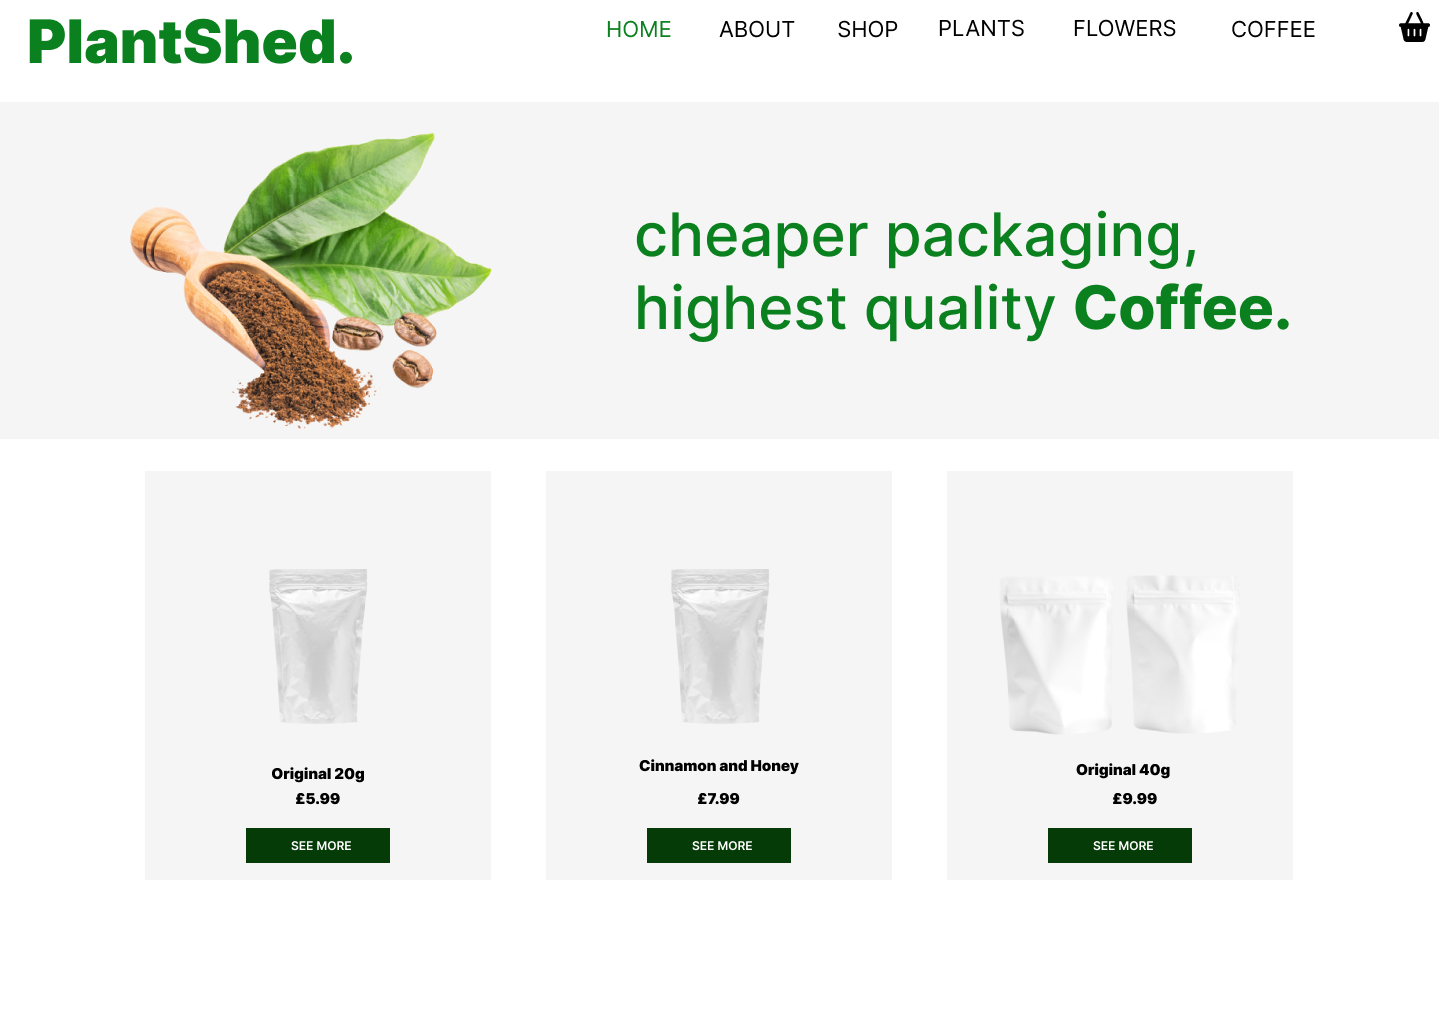 PlantShed.
HOME ABOUT SHOP PLANTS FLOWERS COFFEE
cheaper packaging,
highest quality Coffee.
Original 20g
£5.99
SEE MORE
Cinnamon and Honey
£7.99
SEE MORE
Original 40g
£9.99
SEE MORE